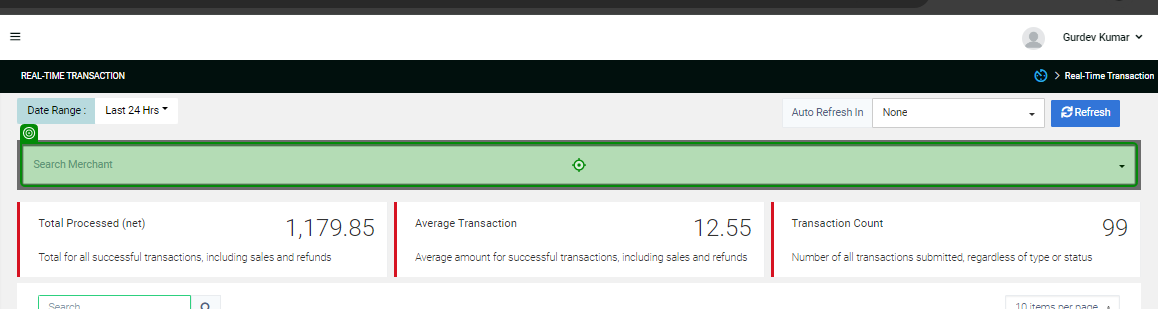 Gurdev Kumar
REAL-TIME TRANSACTION
Real-Time Transaction
Date Range :
Last 24 Hrs
Auto Refresh In
None
Refresh
Search Merchant
Total Processed (net)
1,179.85
Total for all successful transactions, including sales and refunds
Average Transaction
12.55
Average amount for successful transactions, including sales and refunds
Transaction Count
99
Number of all transactions submitted, regardless of type or status
Search
10 items per page